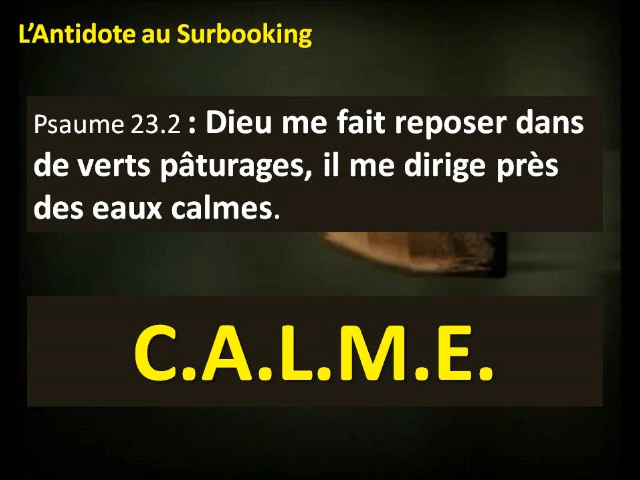 L'Antidote au Surbooking
Psaume 23.2 : Dieu me fait reposer dans
de verts pâturages, il me dirige près
des eaux calmes.
C.A.L.M.E.